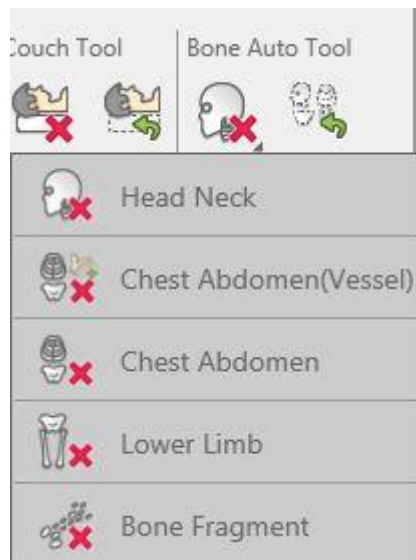 Couch Tool
Bone Auto Tool
Head Neck
Chest Abdomen(Vessel)
Chest Abdomen
Lower Limb
Bone Fragment